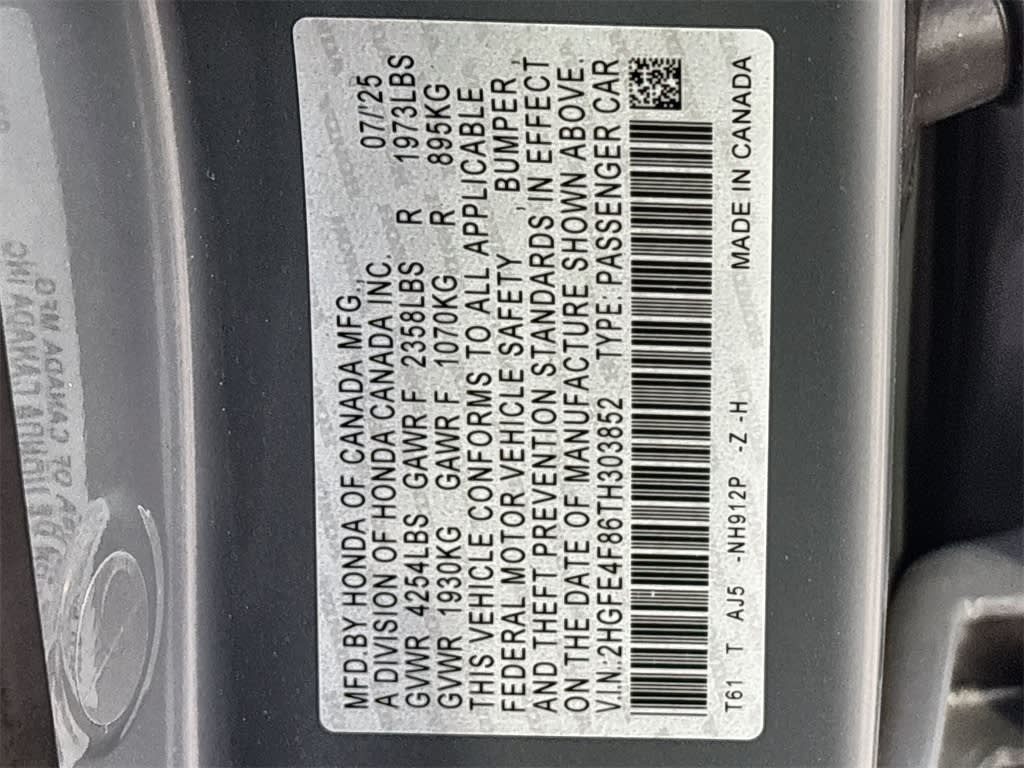 MFD.BY HONDA OF CANADA MFG., 07/'25
A DIVISION OF HONDA CANADA INC.
GVWR 4254LBS GAWR F 2358LBS R 1973LBS
GVWR 1930KG GAWR F 1070KG R 895KG
THIS VEHICLE CONFORMS TO ALL APPLICABLE
FEDERAL MOTOR VEHICLE SAFETY , BUMPER ,
AND THEFT PREVENTION STANDARDS IN EFFECT
ON THE DATE OF MANUFACTURE SHOWN ABOVE.
V.I.N.:2HGFE4F86TH303852 TYPE: PASSENGER CAR
T61 T AJ5 -NH912P -Z -H MADE IN CANADA